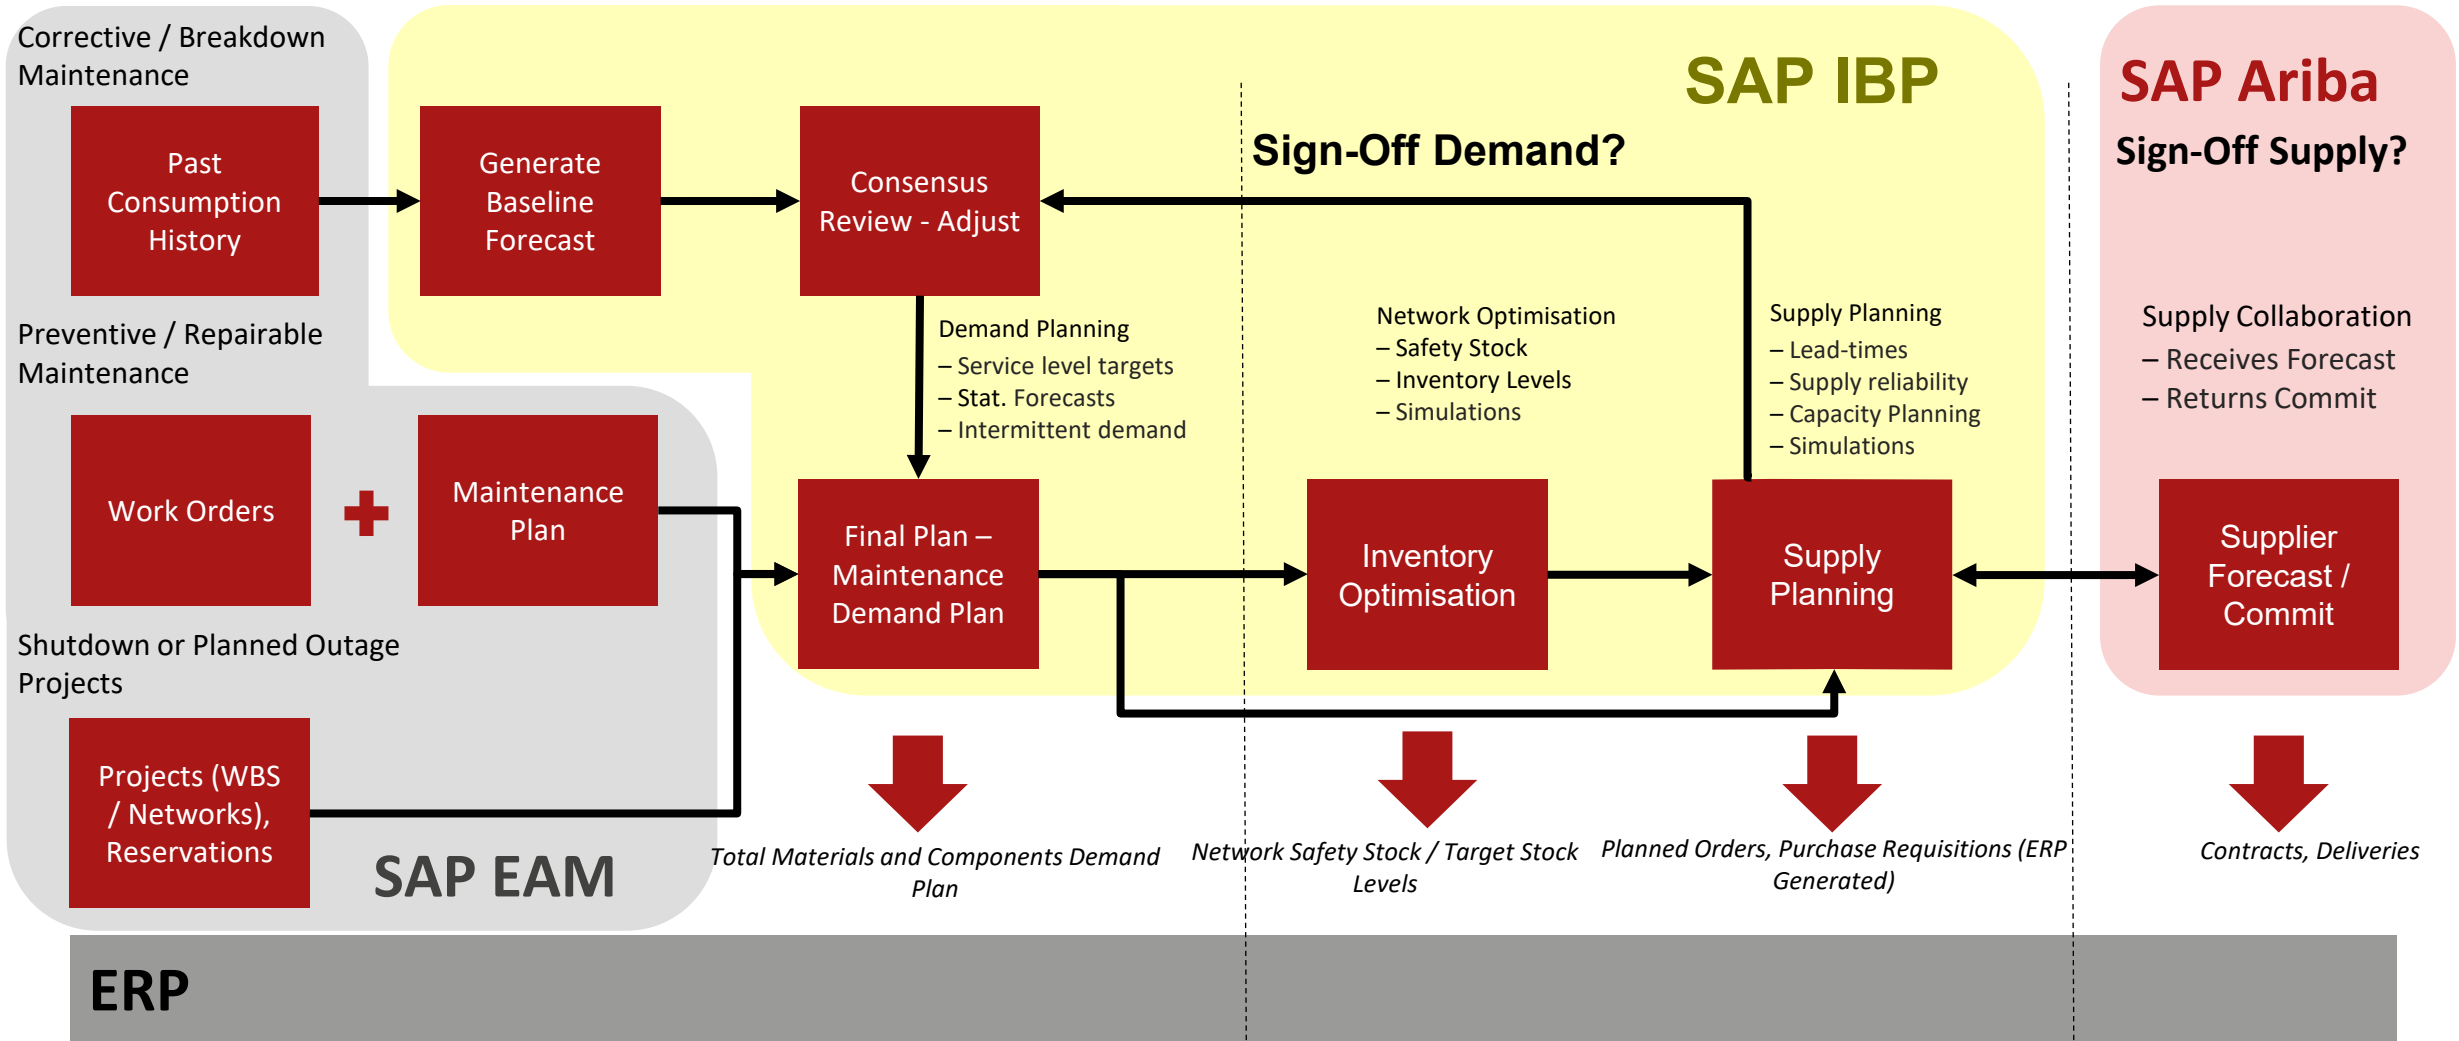 Corrective / Breakdown
Maintenance
Past
Consumption
History
Preventive / Repairable
Maintenance
Work Orders
Maintenance
Plan
Shutdown or Planned Outage
Projects
Projects (WBS
/ Networks),
Reservations
SAP EAM
SAP IBP
Generate
Baseline
Forecast
Consensus
Review - Adjust
Sign-Off Demand?
Demand Planning
– Service level targets
– Stat. Forecasts
– Intermittent demand
Network Optimisation
– Safety Stock
– Inventory Levels
– Simulations
Supply Planning
– Lead-times
– Supply reliability
– Capacity Planning
– Simulations
Final Plan –
Maintenance
Demand Plan
Inventory
Optimisation
Supply
Planning
SAP Ariba
Sign-Off Supply?
Supply Collaboration
– Receives Forecast
– Returns Commit
Supplier
Forecast /
Commit
Total Materials and Components Demand
Plan
Network Safety Stock / Target Stock
Levels
Planned Orders, Purchase Requisitions (ERP
Generated)
Contracts, Deliveries
ERP